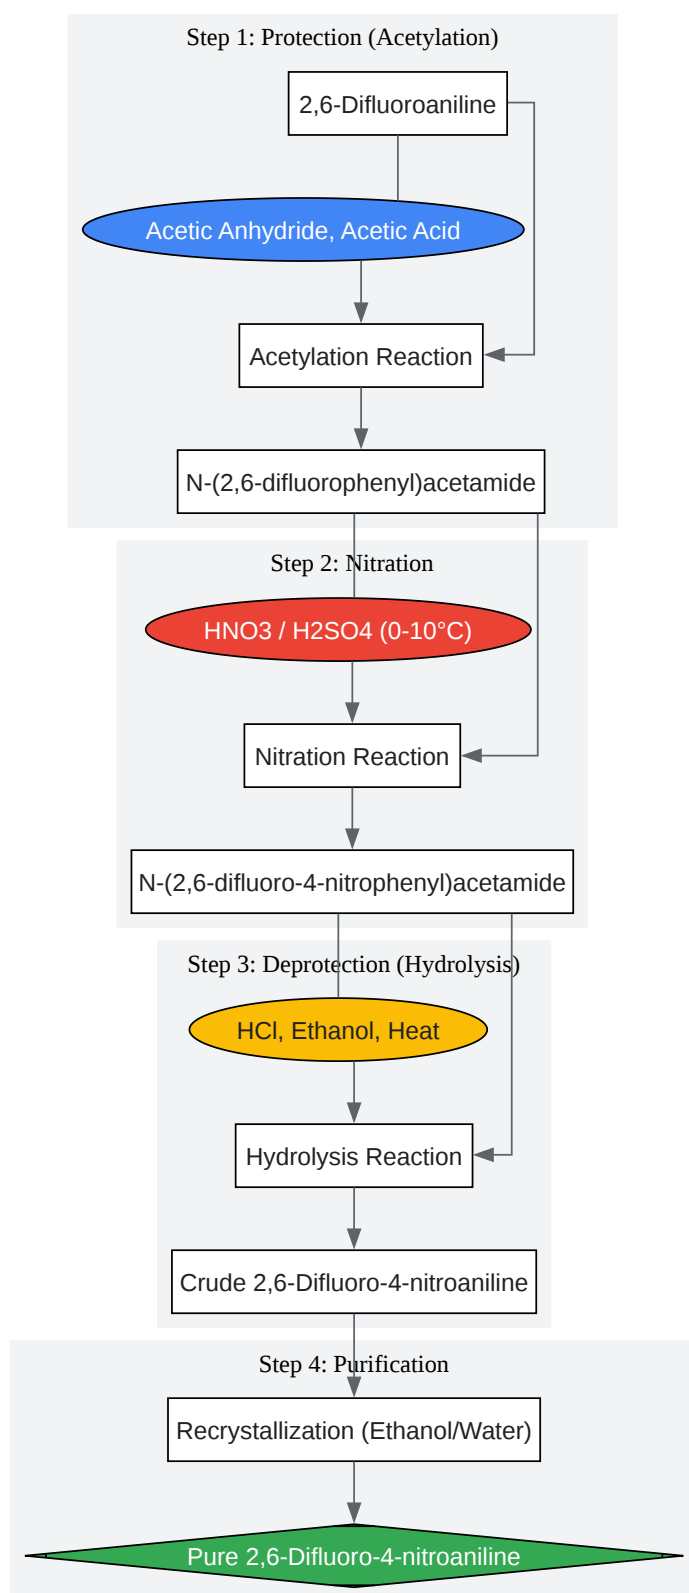 Step 1: Protection (Acetylation)
2,6-Difluoroaniline
Acetic Anhydride, Acetic Acid
Acetylation Reaction
N-(2,6-difluorophenyl)acetamide
Step 2: Nitration
HNO3 / H2SO4 (0-10°C)
Nitration Reaction
N-(2,6-difluoro-4-nitrophenyl)acetamide
Step 3: Deprotection (Hydrolysis)
HCl, Ethanol, Heat
Hydrolysis Reaction
Crude 2,6-Difluoro-4-nitroaniline
Step 4: Purification
Recrystallization (Ethanol/Water)
Pure 2,6-Difluoro-4-nitroaniline